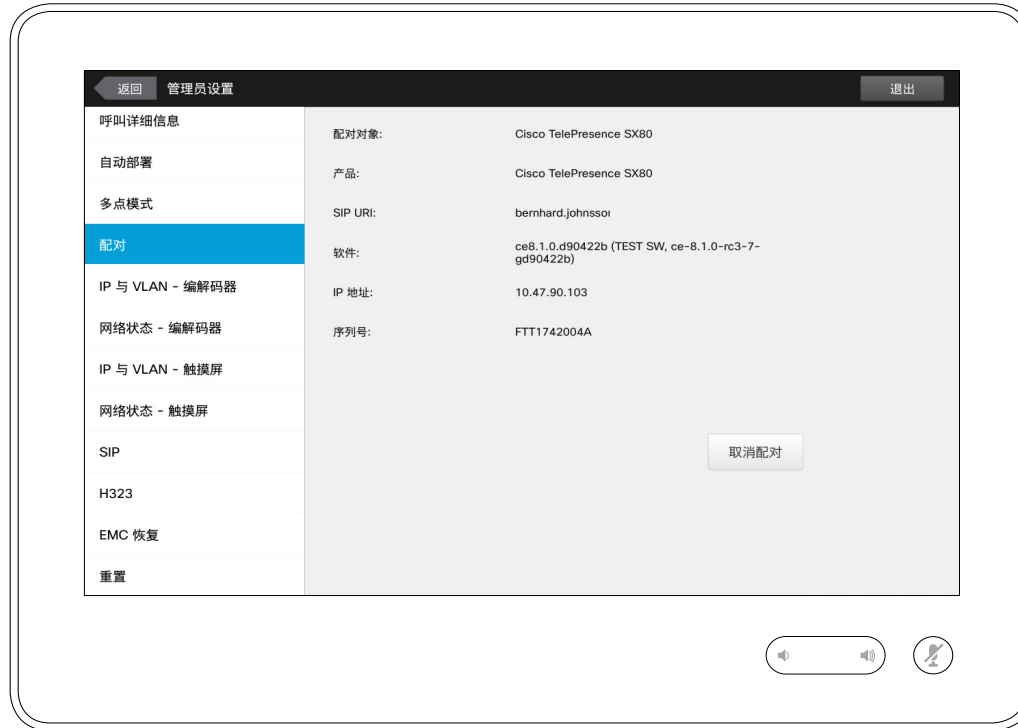 返回 管理员设置 退出
呼叫详细信息
自动部署
多点模式
配对
IP 与 VLAN - 编解码器
网络状态 - 编解码器
IP 与 VLAN - 触摸屏
网络状态 - 触摸屏
SIP
H323
EMC 恢复
重置
配对对象: Cisco TelePresence SX80
产品: Cisco TelePresence SX80
SIP URI: bernhard.johnsso
软件: ce8.1.0.d90422b (TEST SW, ce-8.1.0-rc3-7-
gd90422b)
IP 地址: 10.47.90.103
序列号: FTT1742004A
取消配对